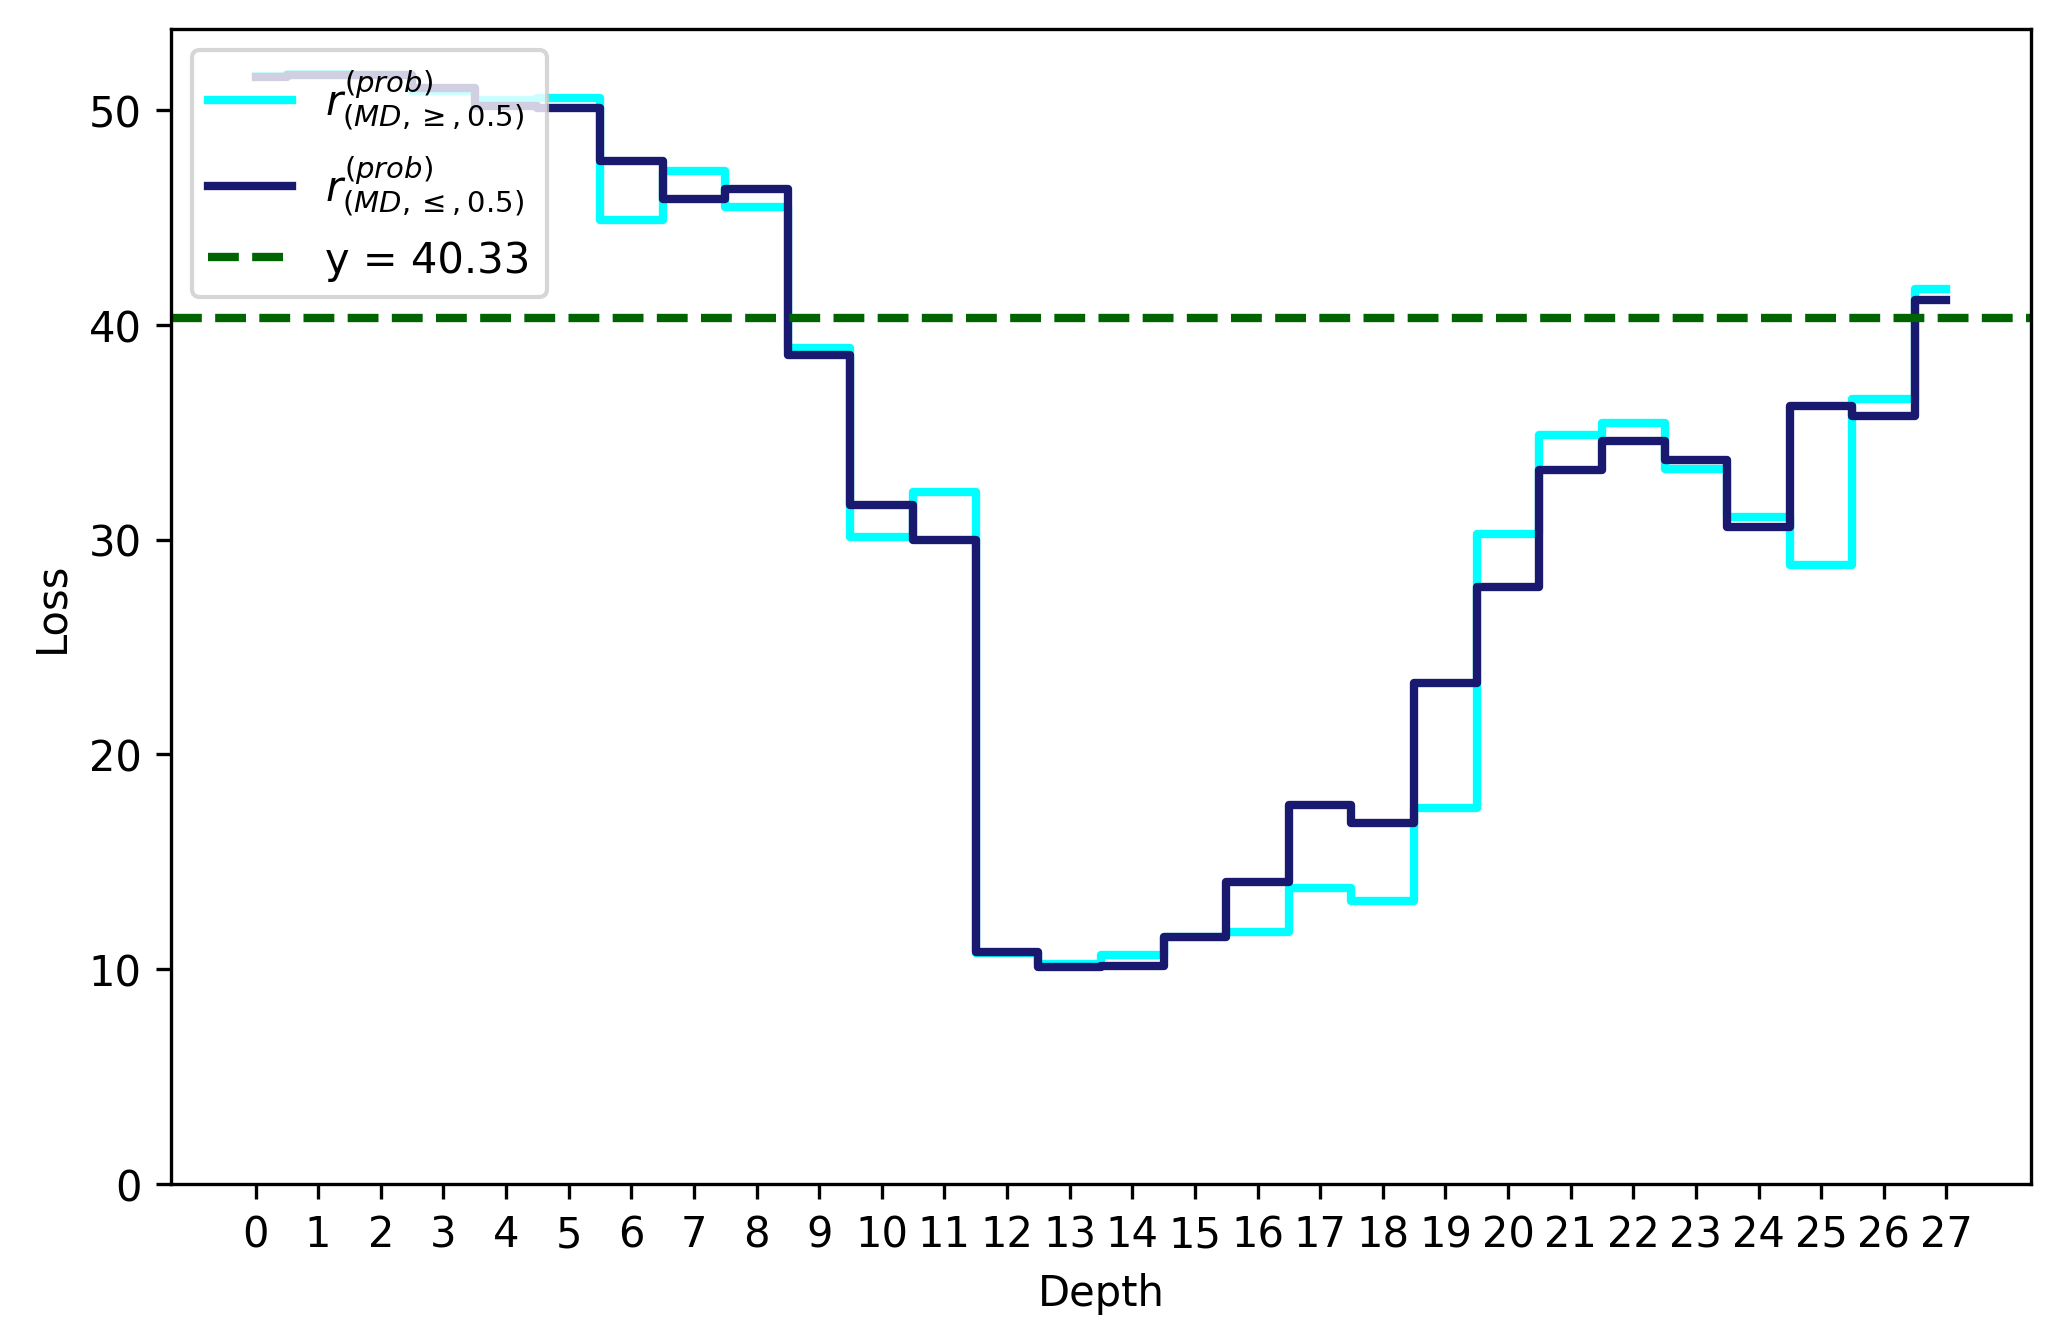 50
40
30
20
10
0
Loss
r^{(prob)}_{(MD, ≥, 0.5)}
r^{(prob)}_{(MD, ≤, 0.5)}
y = 40.33
0 1 2 3 4 5 6 7 8 9 10 11 12 13 14 15 16 17 18 19 20 21 22 23 24 25 26 27
Depth